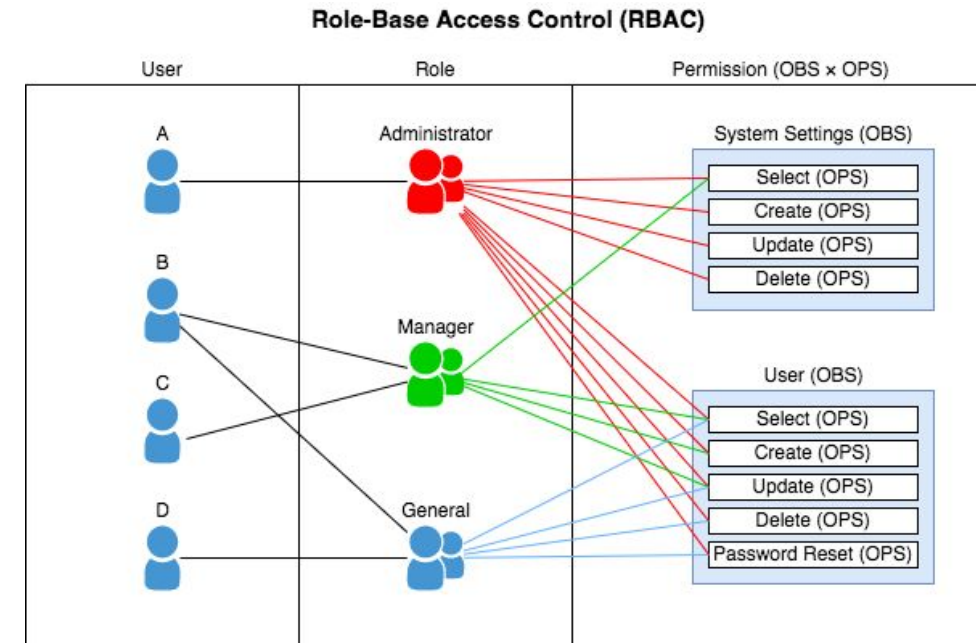 Role-Base Access Control (RBAC)
User
Role
Permission (OBS × OPS)
A
B
C
D
Administrator
Manager
General
System Settings (OBS)
Select (OPS)
Create (OPS)
Update (OPS)
Delete (OPS)
User (OBS)
Select (OPS)
Create (OPS)
Update (OPS)
Delete (OPS)
Password Reset (OPS)